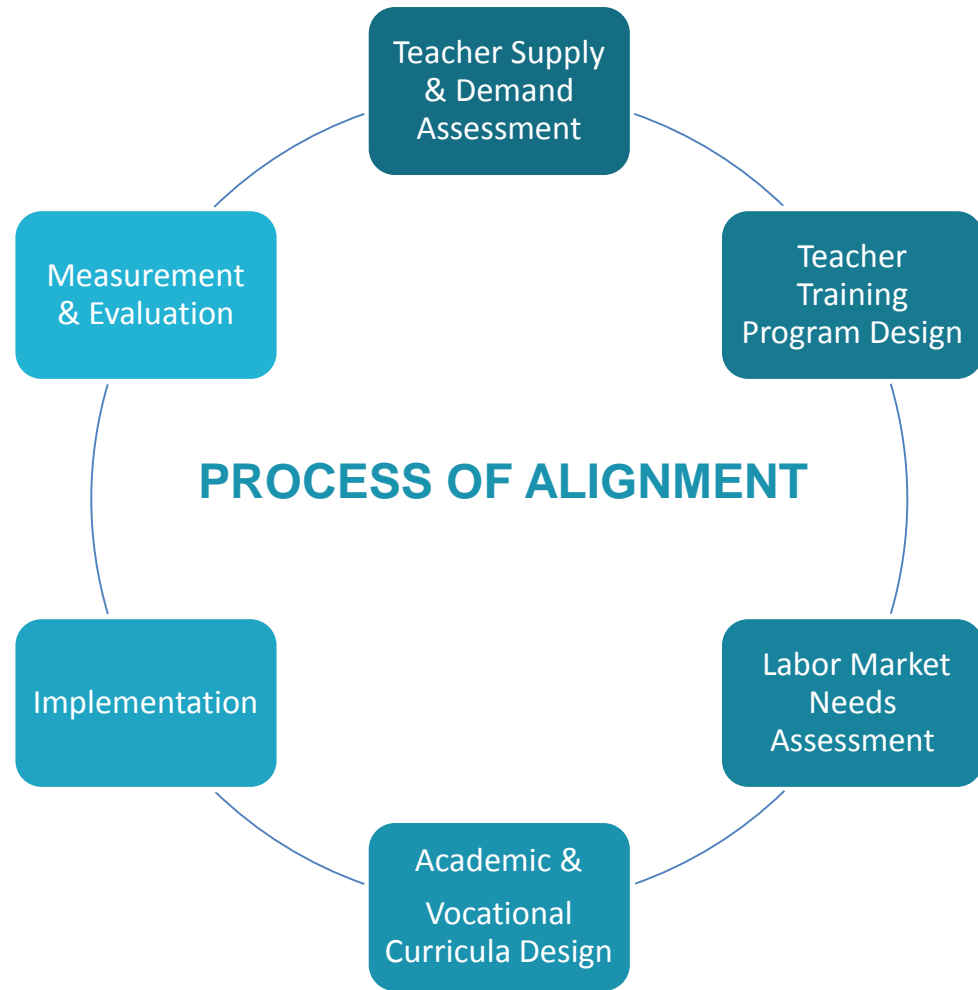 Teacher Supply
& Demand
Assessment
Teacher
Training
Program Design
Labor Market
Needs
Assessment
Academic &
Vocational
Curricula Design
Implementation
Measurement
& Evaluation
PROCESS OF ALIGNMENT